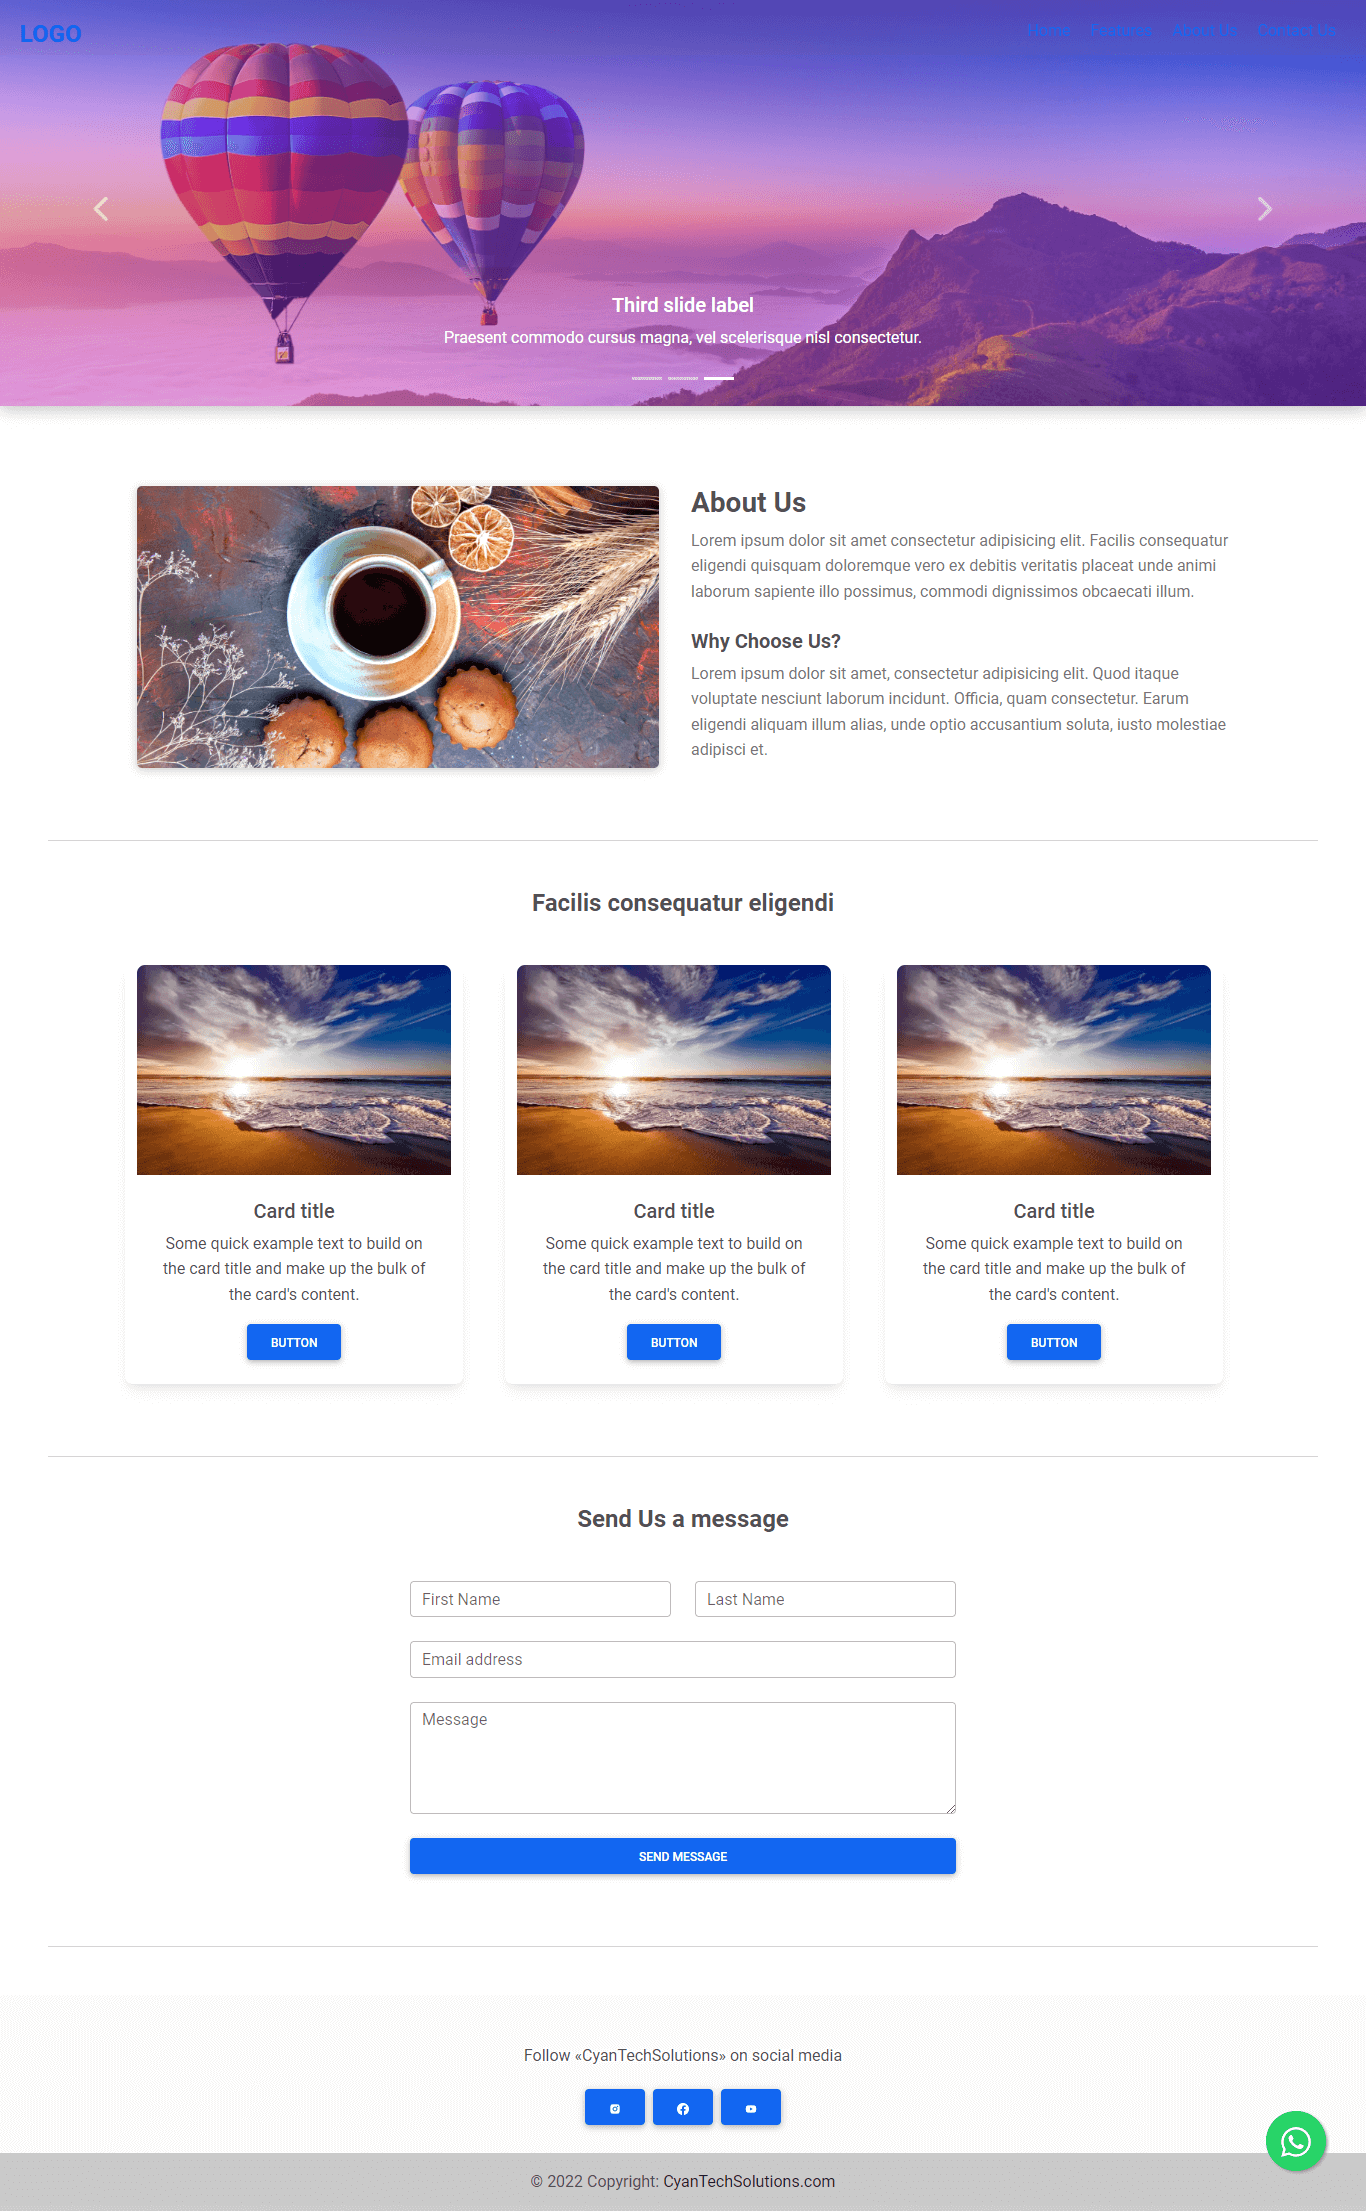 LOGO
Home Features About Us Contact Us
Third slide label
Praesent commodo cursus magna, vel scelerisque nisl consectetur.
About Us
Lorem ipsum dolor sit amet consectetur adipisicing elit. Facilis consequatur
eligendi quisquam doloremque vero ex debitis veritatis placeat unde animi
laborum sapiente illo possimus, commodi dignissimos obcaecati illum.
Why Choose Us?
Lorem ipsum dolor sit amet, consectetur adipisicing elit. Quod itaque
voluptate nesciunt laborum incidunt. Officia, quam consectetur. Earum
eligendi aliquam illum alias, unde optio accusantium soluta, iusto molestiae
adipisci et.
Facilis consequatur eligendi
Card title
Some quick example text to build on
the card title and make up the bulk of
the card's content.
BUTTON
Card title
Some quick example text to build on
the card title and make up the bulk of
the card's content.
BUTTON
Card title
Some quick example text to build on
the card title and make up the bulk of
the card's content.
BUTTON
Send Us a message
First Name
Last Name
Email address
Message
SEND MESSAGE
Follow «CyanTechSolutions» on social media
© 2022 Copyright: CyanTechSolutions.com